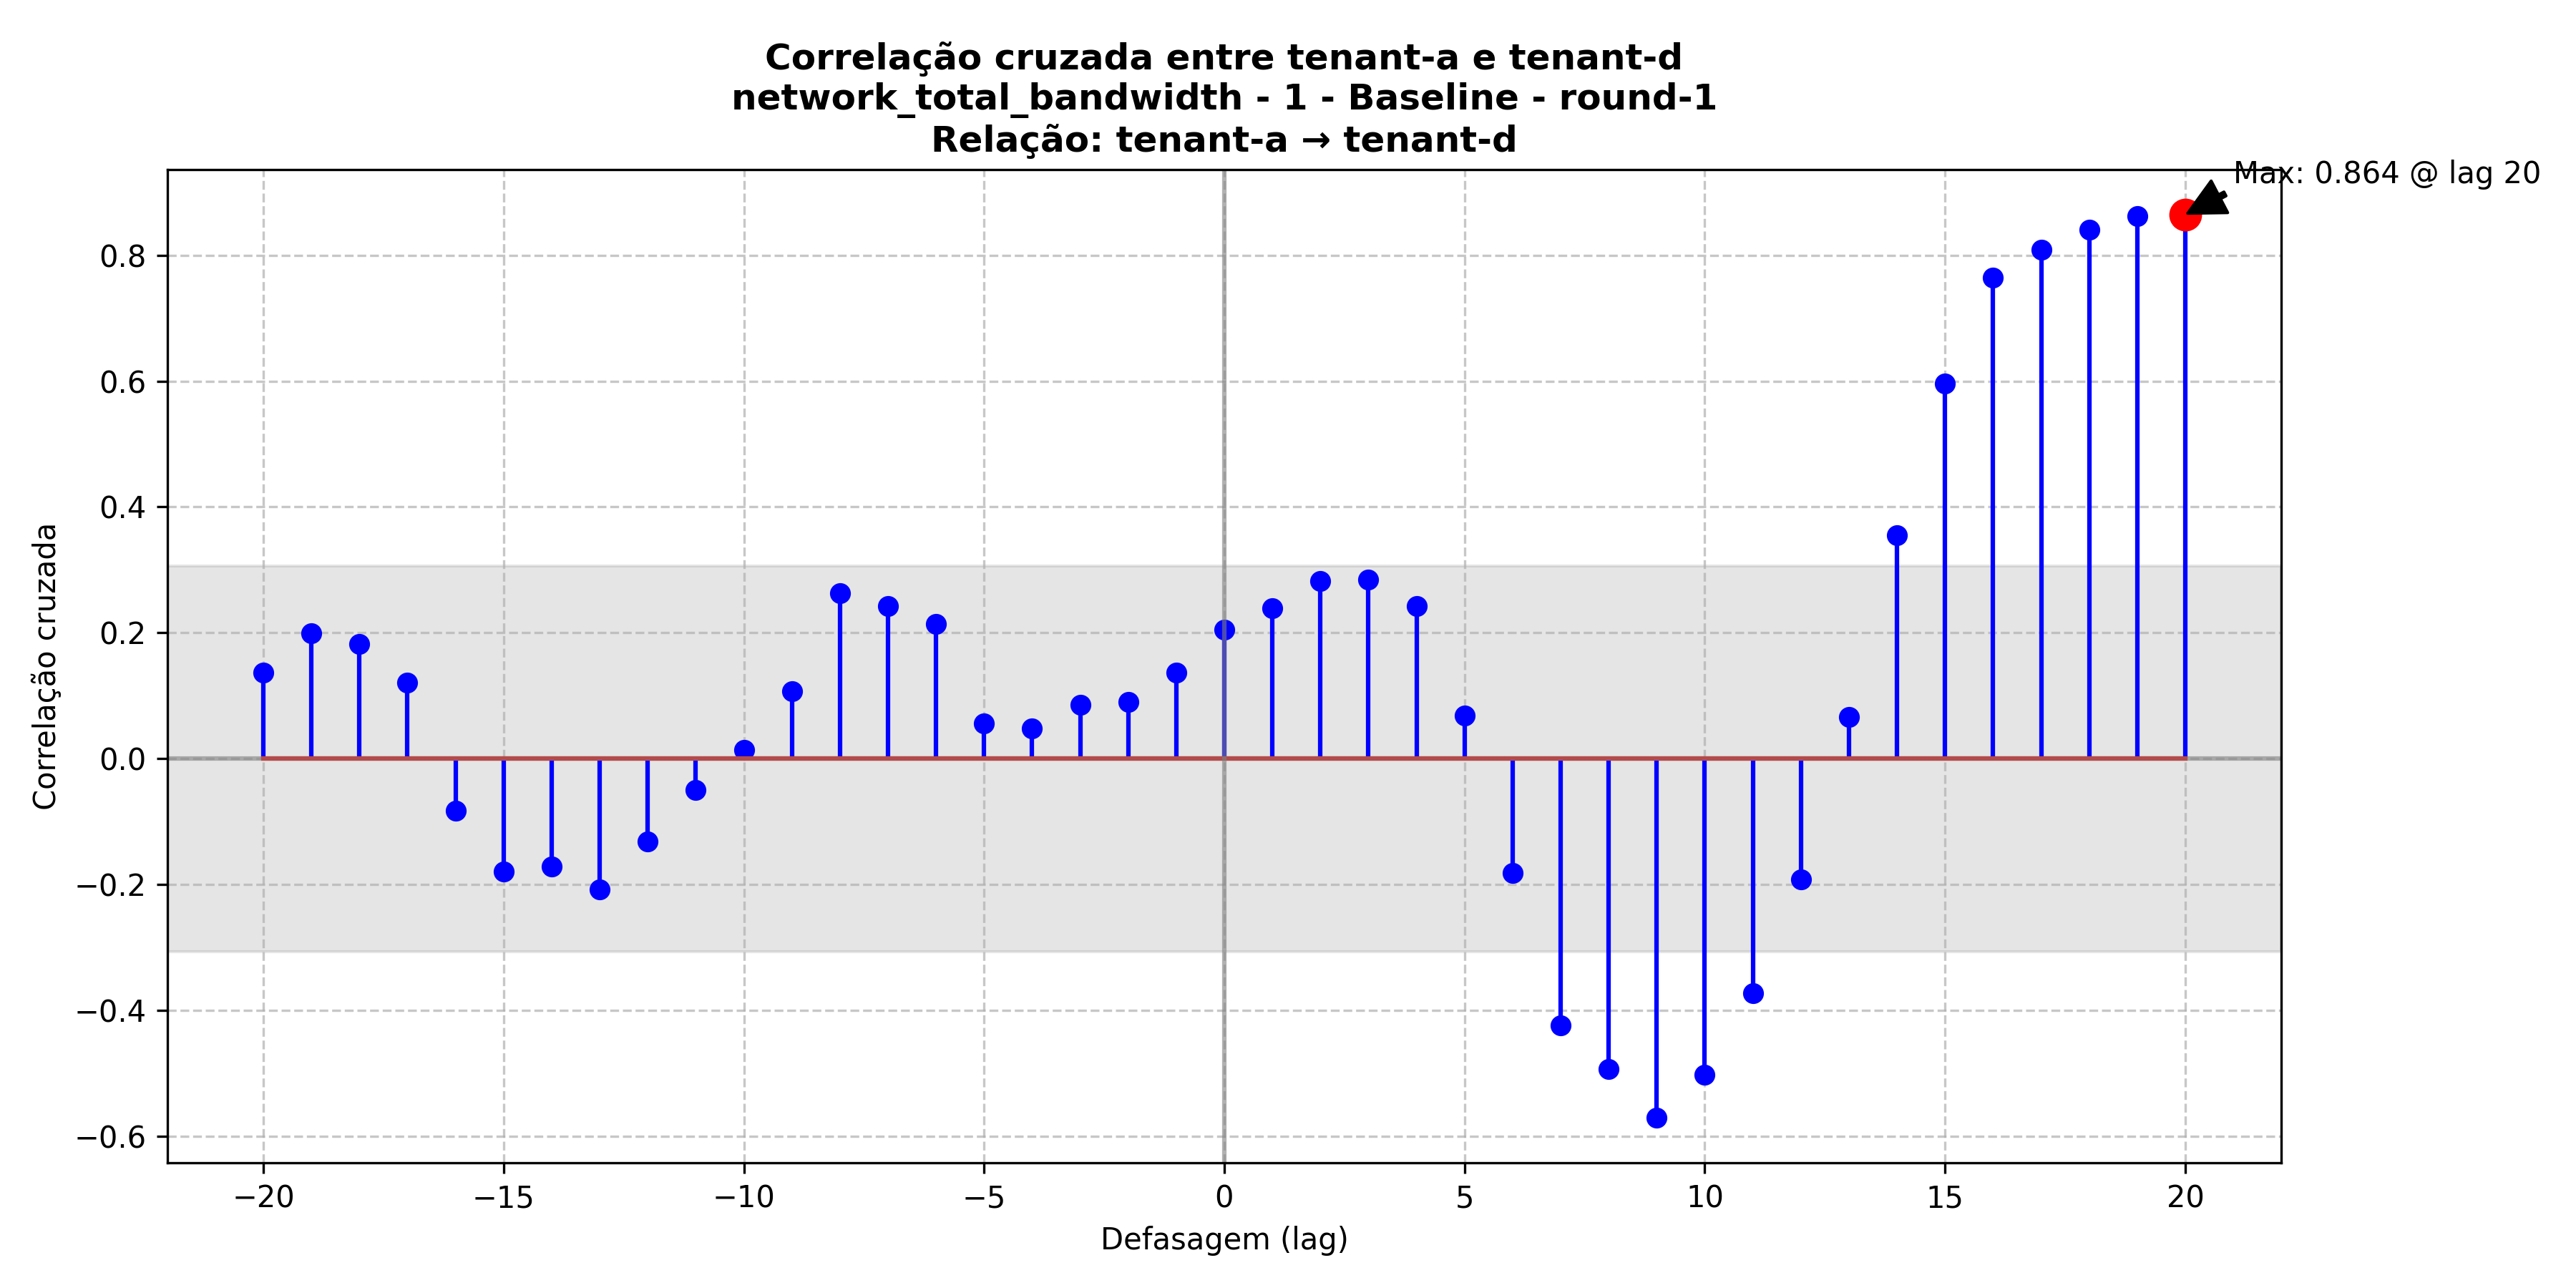 Correlação cruzada entre tenant-a e tenant-d
network_total_bandwidth - 1 - Baseline - round-1
Relação: tenant-a → tenant-d
Max: 0.864 @ lag 20
Correlação cruzada
0.8
0.6
0.4
0.2
0.0
−0.2
−0.4
−0.6
−20 −15 −10 −5 0 5 10 15 20
Defasagem (lag)